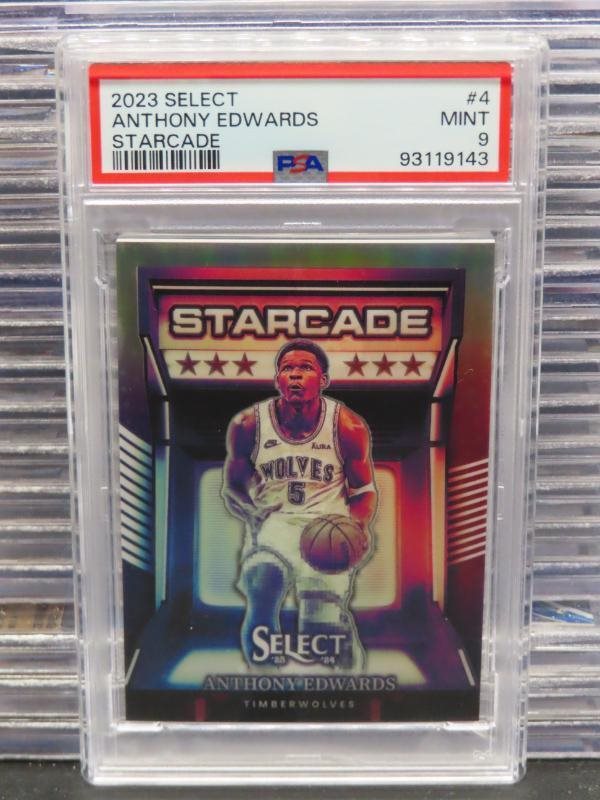 2023 SELECT #4
ANTHONY EDWARDS MINT
STARCADE 9
PSA 93119143
STARCADE
AURA
WOLVES
5
SELECT
'23 '24
ANTHONY EDWARDS
TIMBERWOLVES